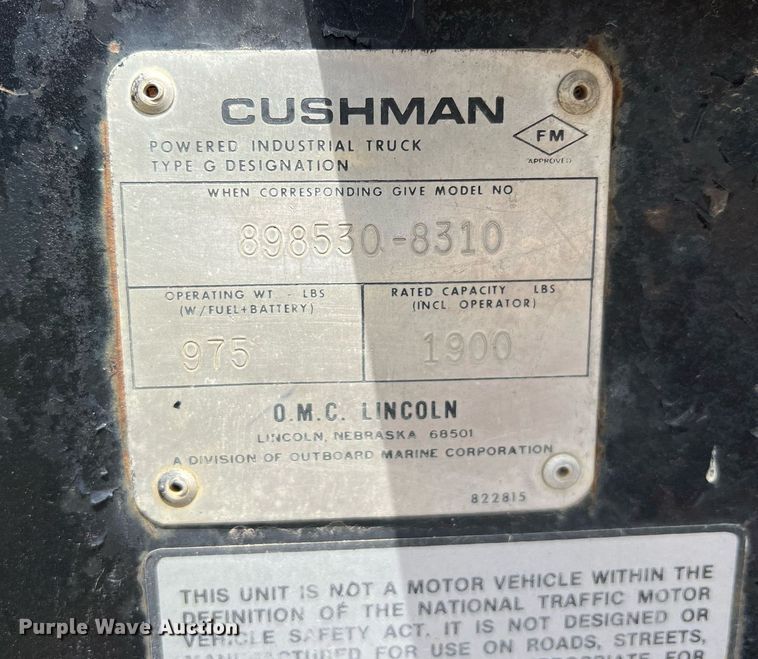 CUSHMAN
POWERED INDUSTRIAL TRUCK
TYPE G DESIGNATION
FM
APPROVED
WHEN CORRESPONDING GIVE MODEL NO
898530-8310
OPERATING WT - LBS
(W/FUEL+BATTERY)
975
RATED CAPACITY LBS
(INCL. OPERATOR)
1900
O.M.C. LINCOLN
LINCOLN, NEBRASKA 68501
A DIVISION OF OUTBOARD MARINE CORPORATION
822815
THIS UNIT IS NOT A MOTOR VEHICLE WITHIN THE
DEFINITION OF THE NATIONAL TRAFFIC MOTOR
VEHICLE SAFETY ACT. IT IS NOT DESIGNED OR
MANUFACTURED FOR USE ON ROADS, STREETS,
FOR
Purple Wave Auction